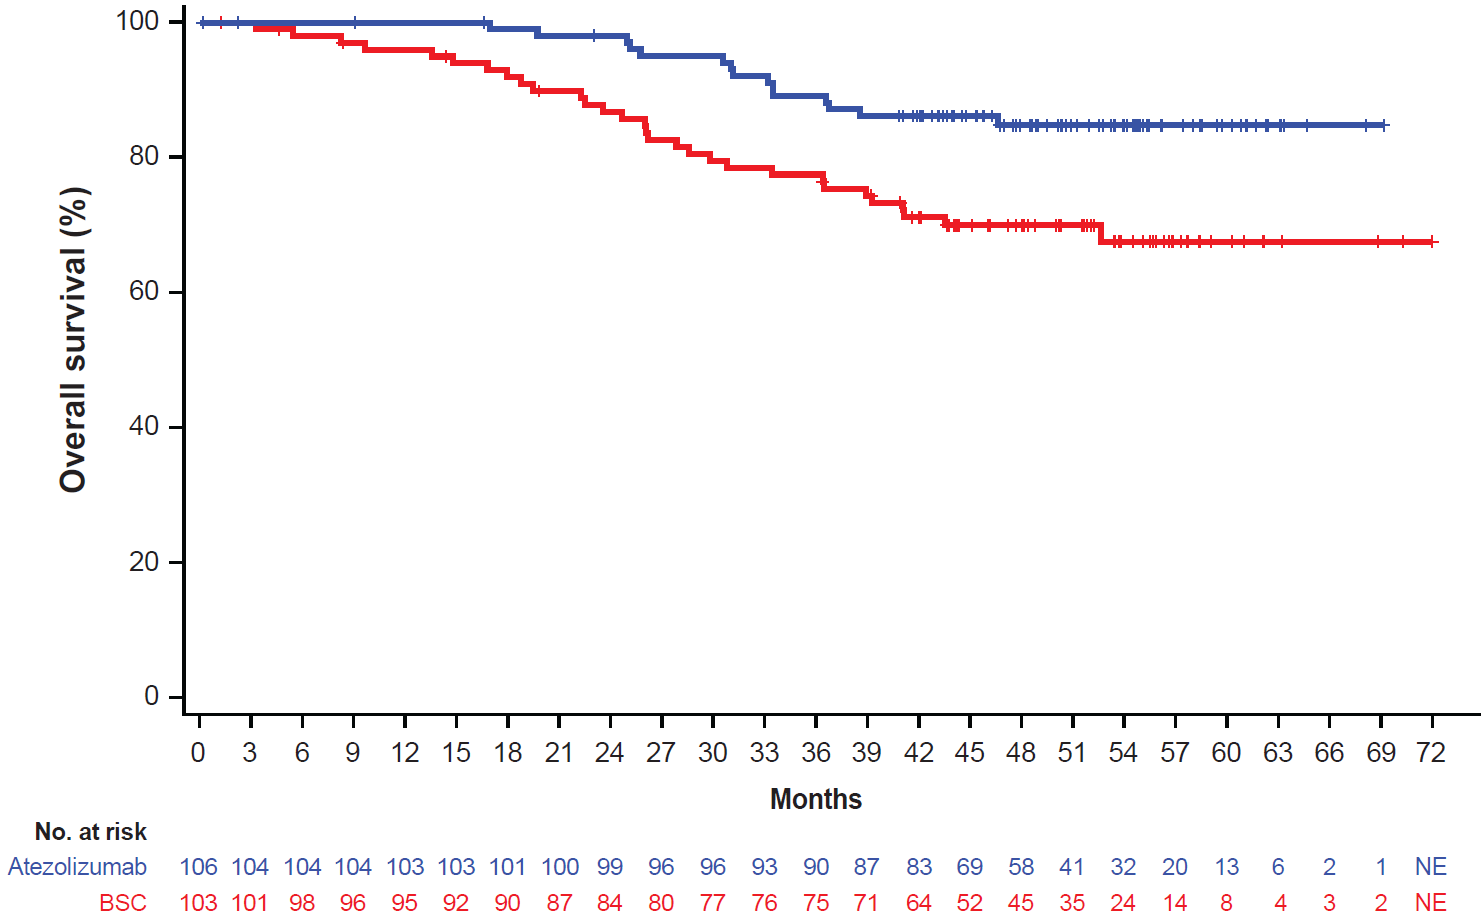 100
80
60
40
20
0
Overall survival (%)
0 3 6 9 12 15 18 21 24 27 30 33 36 39 42 45 48 51 54 57 60 63 66 69 72
Months
No. at risk
Atezolizumab 106 104 104 104 103 103 101 100 99 96 96 93 90 87 83 69 58 41 32 20 13 6 2 1 NE
BSC 103 101 98 96 95 92 90 87 84 80 77 76 75 71 64 52 45 35 24 14 8 4 3 2 NE